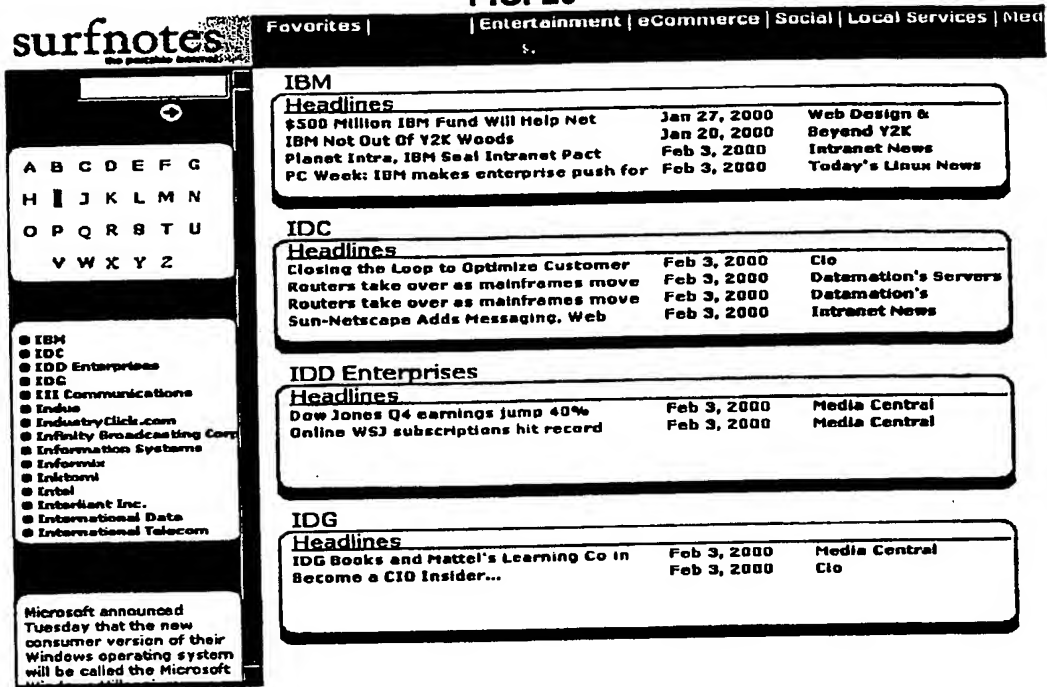 surfnotes
the portable internet
Favorites | | Entertainment | eCommerce | Social | Local Services | Med
s.
A B C D E F G
H I J K L M N
O P Q R S T U
V W X Y Z
IBM
IDC
IDD Enterprises
IDG
III Communications
Indus
IndustryClick.com
Infinity Broadcasting Corp
Information Systems
Informix
Inktomi
Intel
Interliant Inc.
International Data
International Telecom
Microsoft announced
Tuesday that the new
consumer version of their
Windows operating system
will be called the Microsoft
IBM
Headlines
$500 Million IBM Fund Will Help Net Jan 27, 2000 Web Design &
IBM Not Out Of Y2K Woods Jan 20, 2000 Beyond Y2K
Planet Intra, IBM Seal Intranet Pact Feb 3, 2000 Intranet News
PC Week: IBM makes enterprise push for Feb 3, 2000 Today's Linux News
IDC
Headlines
Closing the Loop to Optimize Customer Feb 3, 2000 Cio
Routers take over as mainframes move Feb 3, 2000 Datamation's Servers
Routers take over as mainframes move Feb 3, 2000 Datamation's
Sun-Netscape Adds Messaging, Web Feb 3, 2000 Intranet News
IDD Enterprises
Headlines
Dow Jones Q4 earnings jump 40% Feb 3, 2000 Media Central
Online WSJ subscriptions hit record Feb 3, 2000 Media Central
IDG
Headlines
IDG Books and Mattel's Learning Co in Feb 3, 2000 Media Central
Become a CIO Insider... Feb 3, 2000 Cio